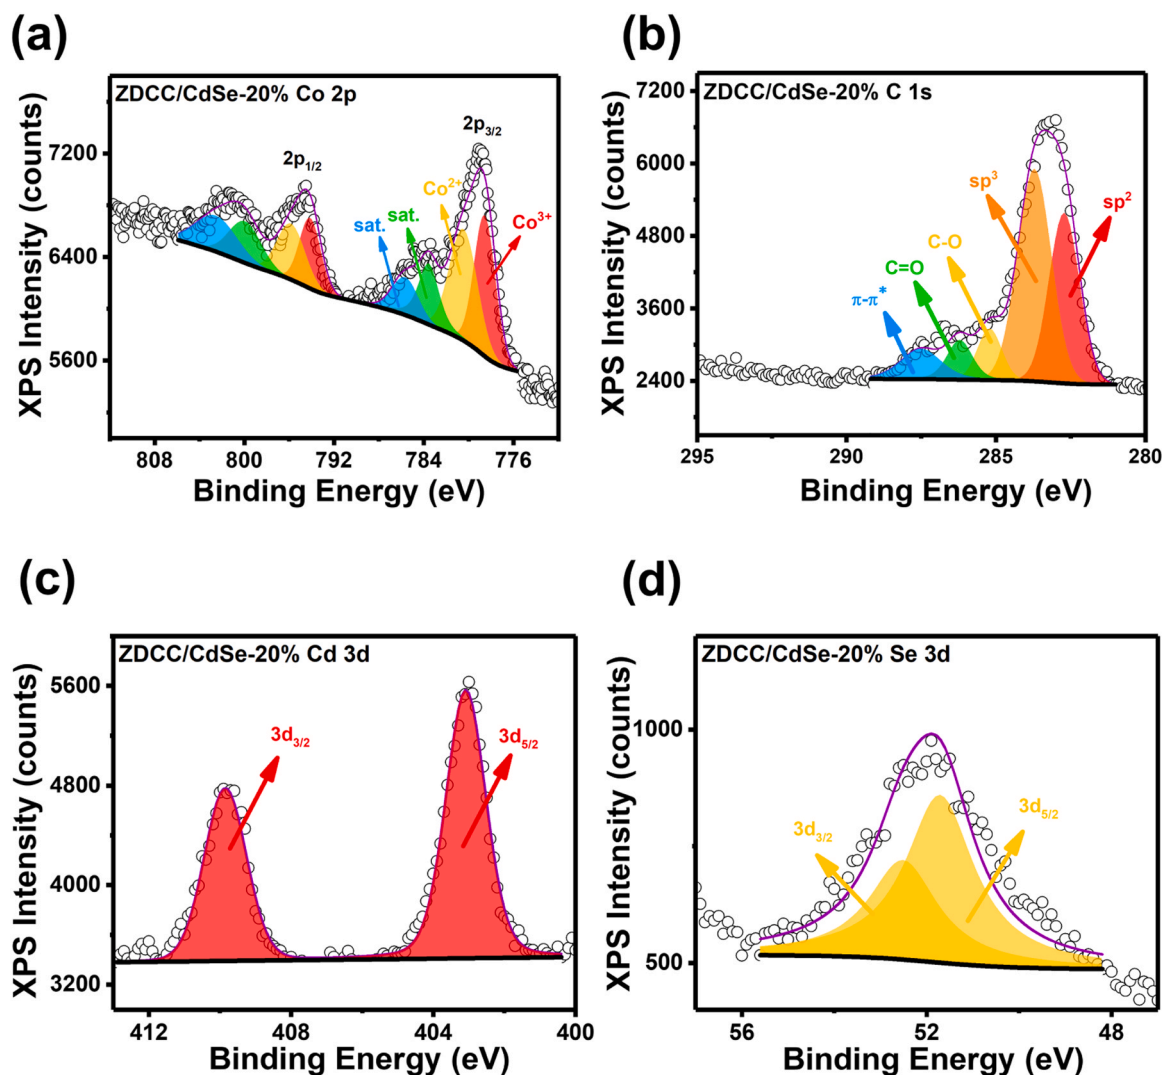 (a)
ZDCC/CdSe-20% Co 2p
2p3/2
2p1/2
Co2+
sat.
sat.
Co3+
7200
6400
5600
XPS Intensity (counts)
808 800 792 784 776
Binding Energy (eV)
(b)
ZDCC/CdSe-20% C 1s
sp3
sp2
C-O
C=O
π-π*
7200
6000
4800
3600
2400
XPS Intensity (counts)
295 290 285 280
Binding Energy (eV)
(c)
ZDCC/CdSe-20% Cd 3d
3d3/2
3d5/2
5600
4800
4000
3200
XPS Intensity (counts)
412 408 404 400
Binding Energy (eV)
(d)
ZDCC/CdSe-20% Se 3d
3d3/2
3d5/2
1000
500
XPS Intensity (counts)
56 52 48
Binding Energy (eV)